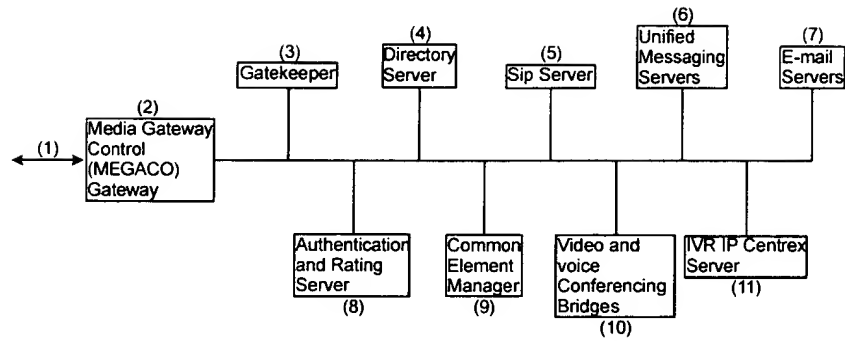 (1)
(2)
Media Gateway
Control
(MEGACO)
Gateway
(3)
Gatekeeper
(4)
Directory
Server
(5)
Sip Server
(6)
Unified
Messaging
Servers
(7)
E-mail
Servers
Authentication
and Rating
Server
(8)
Common
Element
Manager.
(9)
Video and
voice
Conferencing
Bridges
(10)
IVR IP Centrex
Server
(11)